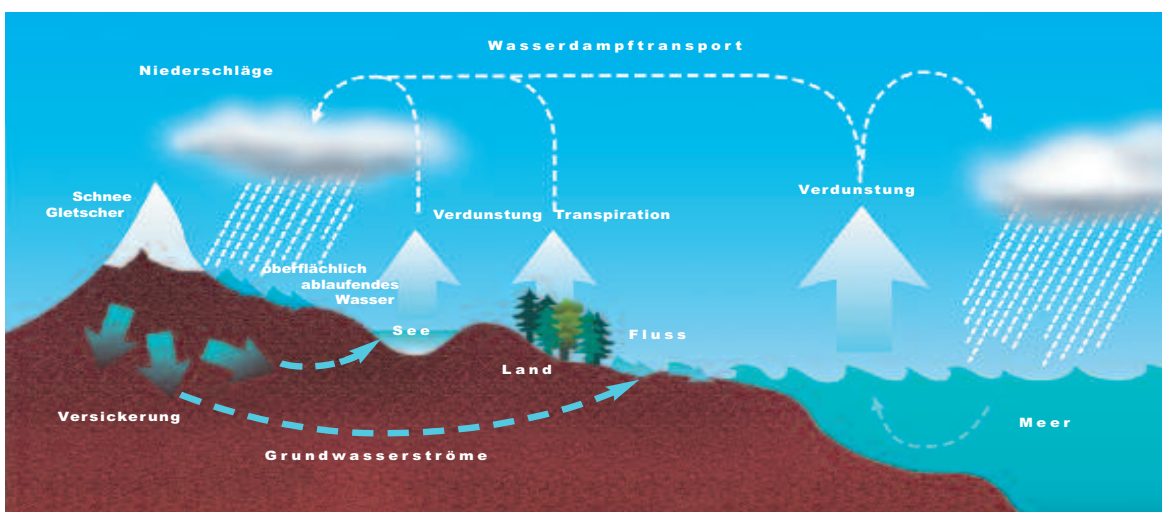 Wasserdampftransport
Niederschläge
Schnee
Gletscher
Verdunstung
Verdunstung Transpiration
oberflächlich
ablaufendes
Wasser
See
Fluss
Land
Versickerung
Meer
Grundwasserströme